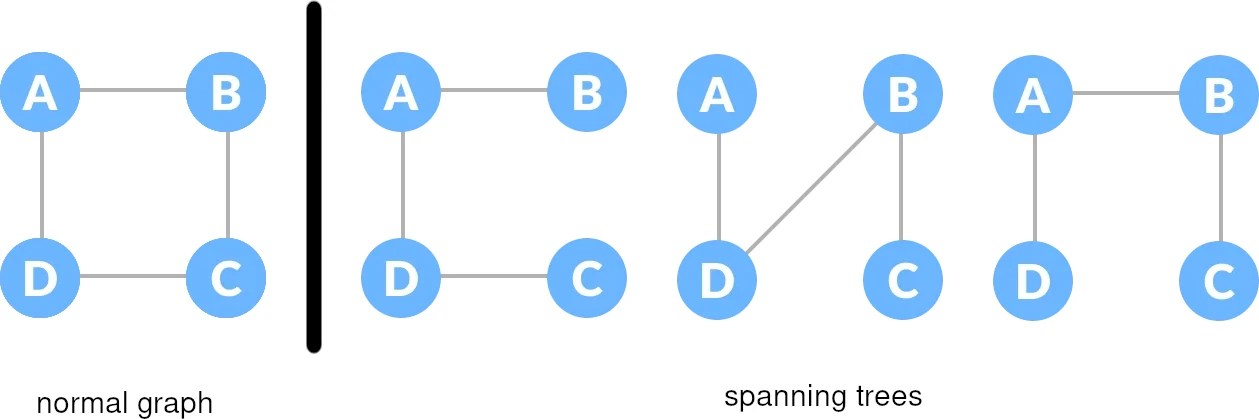 A B A B A B A B
D C D C D C D C
normal graph
spanning trees